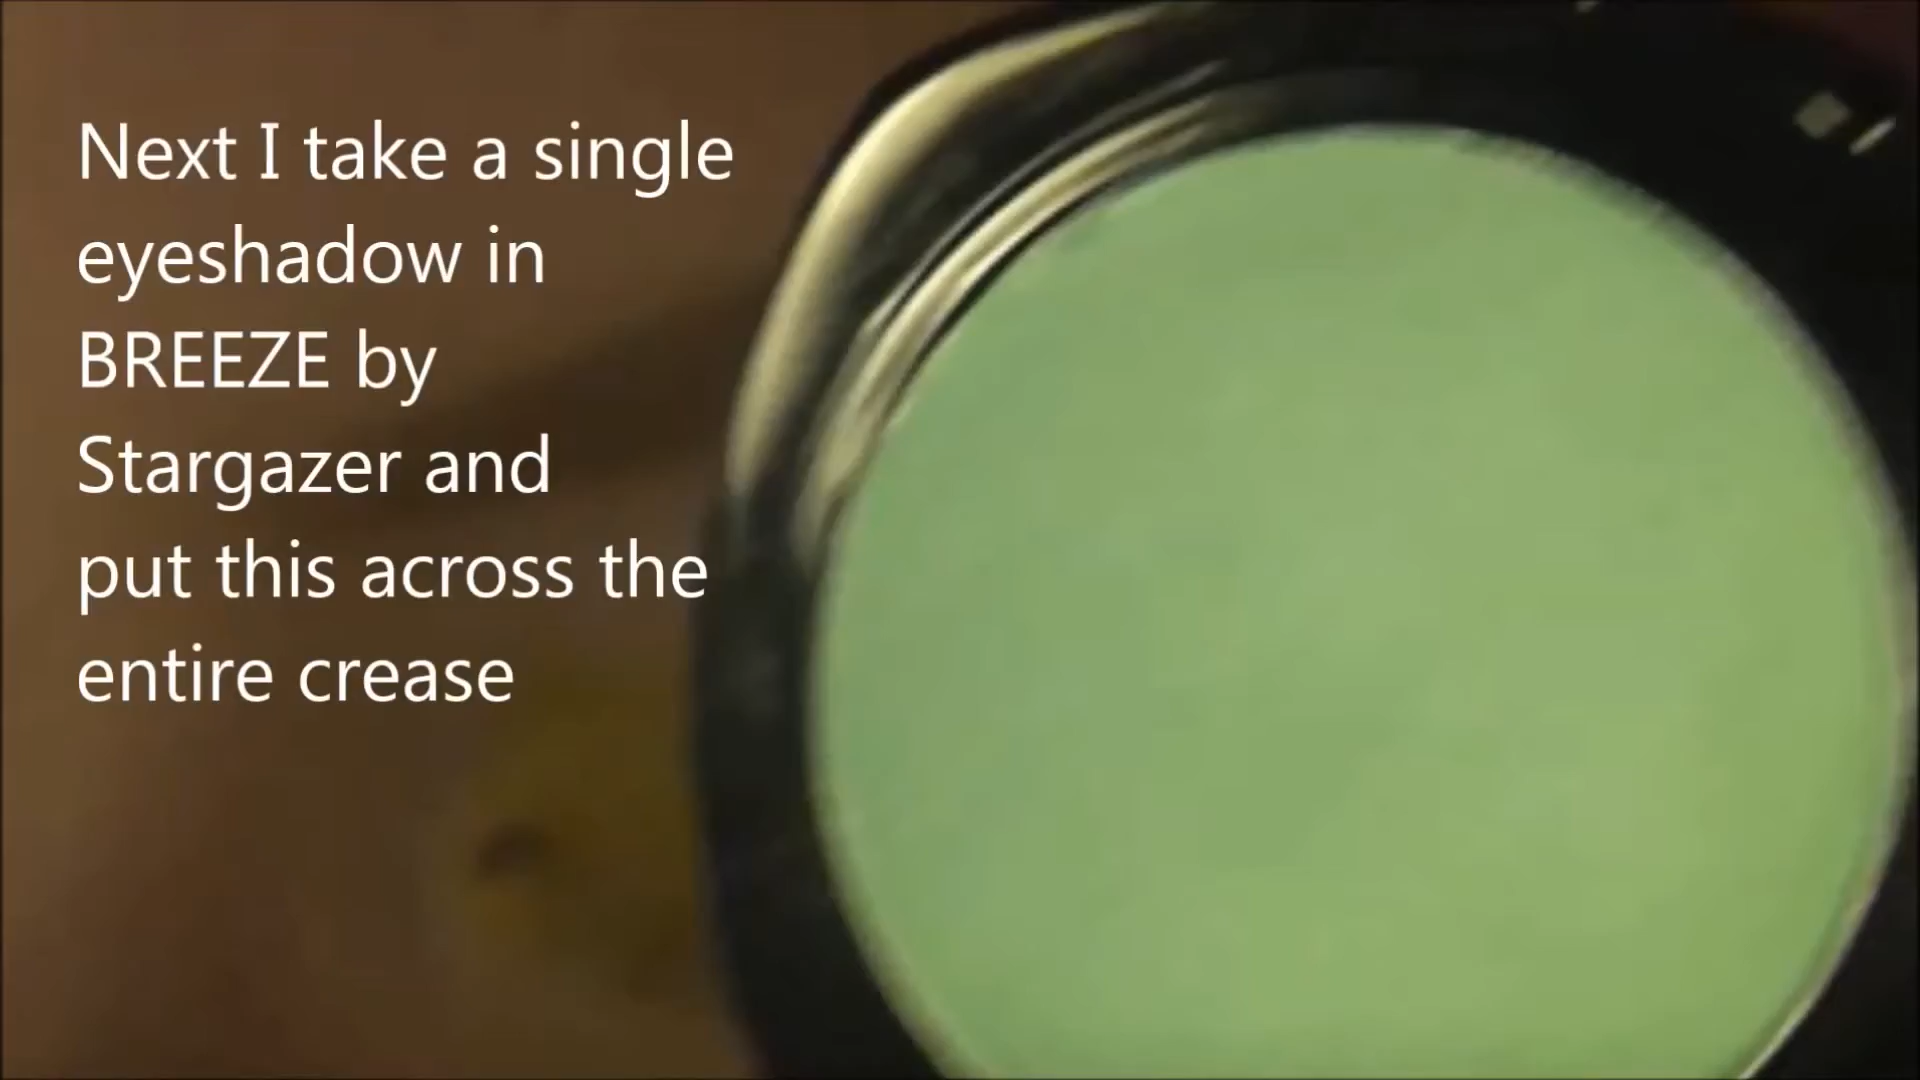 Next I take a single
eyeshadow in
BREEZE by
Stargazer and
put this across the
entire crease